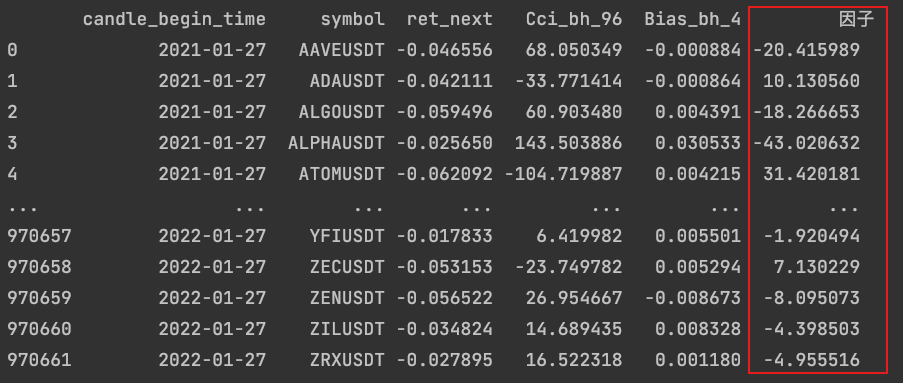 candle_begin_time symbol ret_next Cci_bh_96 Bias_bh_4 因子
0 2021-01-27 AAVEUSDT -0.046556 68.050349 -0.000884 -20.415989
1 2021-01-27 ADAUSDT -0.042111 -33.771414 -0.000864 10.130560
2 2021-01-27 ALGOUSDT -0.059496 60.903480 0.004391 -18.266653
3 2021-01-27 ALPHAUSDT -0.025650 143.503886 0.030533 -43.020632
4 2021-01-27 ATOMUSDT -0.062092 -104.719887 0.004215 31.420181
... ... ... ... ... ... ...
970657 2022-01-27 YFIUSDT -0.017833 6.419982 0.005501 -1.920494
970658 2022-01-27 ZECUSDT -0.053153 -23.749782 0.005294 7.130229
970659 2022-01-27 ZENUSDT -0.056522 26.954667 -0.008673 -8.095073
970660 2022-01-27 ZILUSDT -0.034824 14.689435 0.008328 -4.398503
970661 2022-01-27 ZRXUSDT -0.027895 16.522318 0.001180 -4.955516